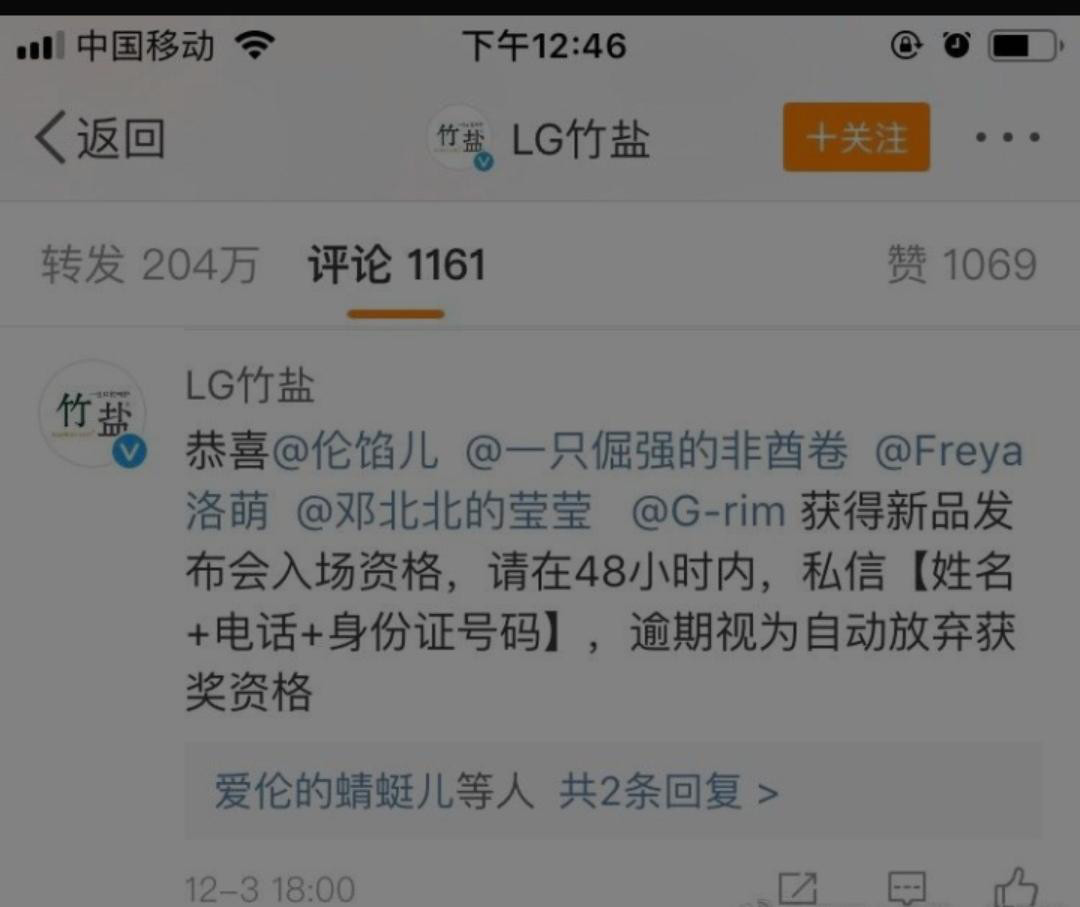 中国移动 下午12:46
返回 竹盐 LG竹盐 +关注
转发 204万 评论 1161 赞 1069
竹盐 LG竹盐
恭喜@伦馅儿 @一只倔强的非酋卷 @Freya
洛萌 @邓北北的莹莹 @G-rim 获得新品发
布会入场资格，请在48小时内，私信【姓名
+电话+身份证号码】，逾期视为自动放弃获
奖资格
爱伦的蜻蜓儿等人 共2条回复 >
12-3 18:00